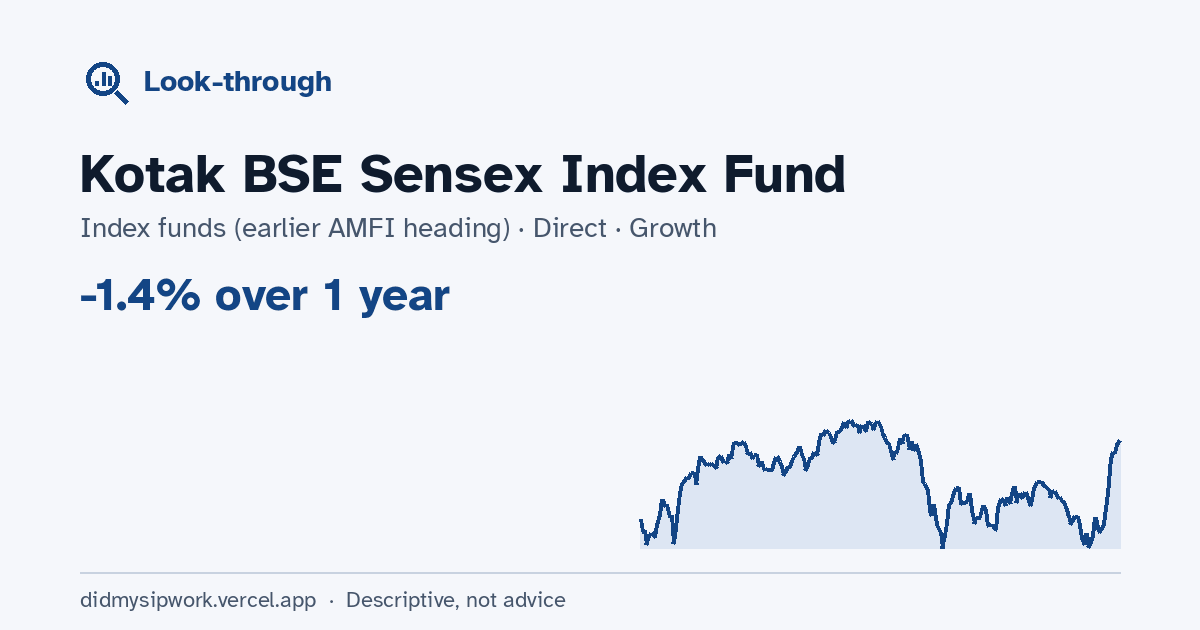 Look-through
Kotak BSE Sensex Index Fund
Index funds (earlier AMFI heading) · Direct · Growth
-1.4% over 1 year
didmysipwork.vercel.app · Descriptive, not advice